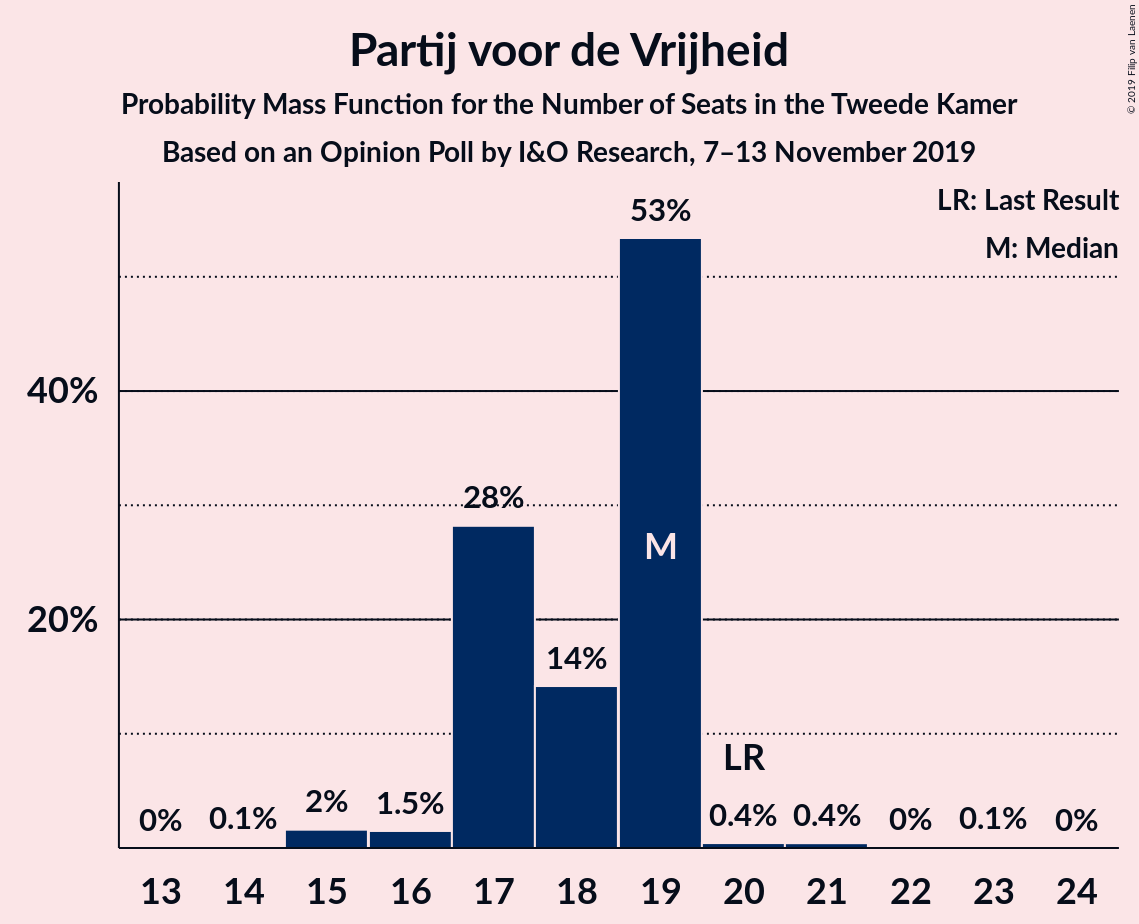 Partij voor de Vrijheid
Probability Mass Function for the Number of Seats in the Tweede Kamer
Based on an Opinion Poll by I&O Research, 7–13 November 2019
© 2019 Filip van Laenen
LR: Last Result
M: Median
53%
40%
28%
M
20%
14%
LR
0% 0.1% 2% 1.5% 0.4% 0.4% 0% 0.1% 0%
13 14 15 16 17 18 19 20 21 22 23 24